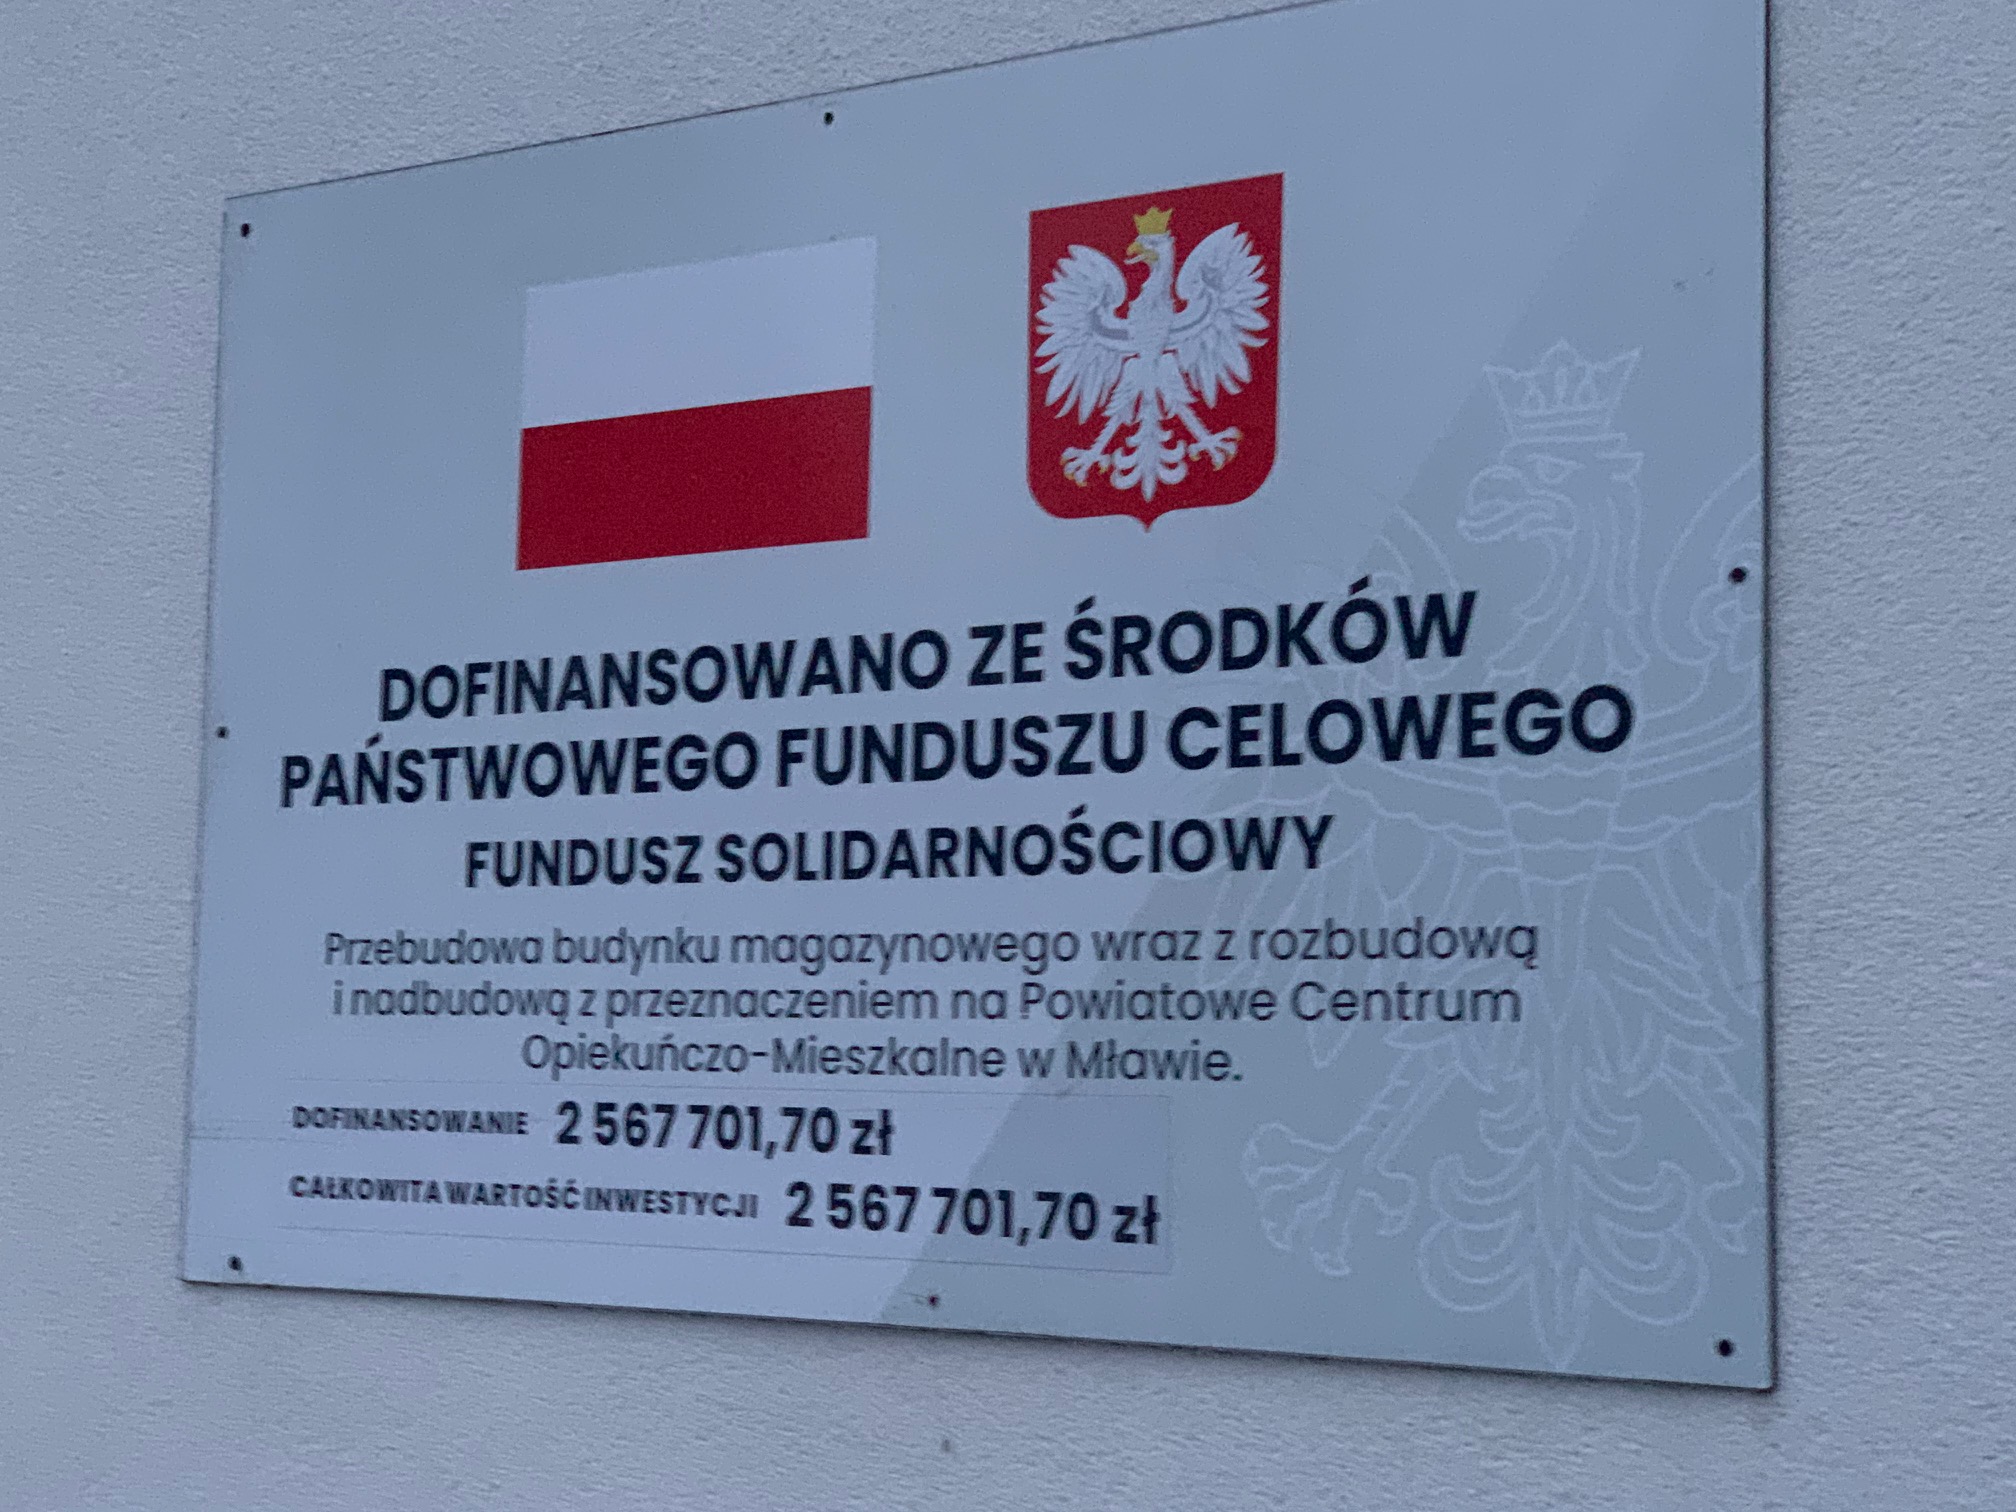 DOFINANSOWANO ZE ŚRODKÓW
PAŃSTWOWEGO FUNDUSZU CELOWEGO
FUNDUSZ SOLIDARNOŚCIOWY
Przebudowa budynku magazynowego wraz z rozbudową
i nadbudową z przeznaczeniem na Powiatowe Centrum
Opiekuńczo-Mieszkalne w Mławie.
DOFINANSOWANIE 2 567 701,70 zł
CAŁKOWITA WARTOŚĆ INWESTYCJI 2 567 701,70 zł